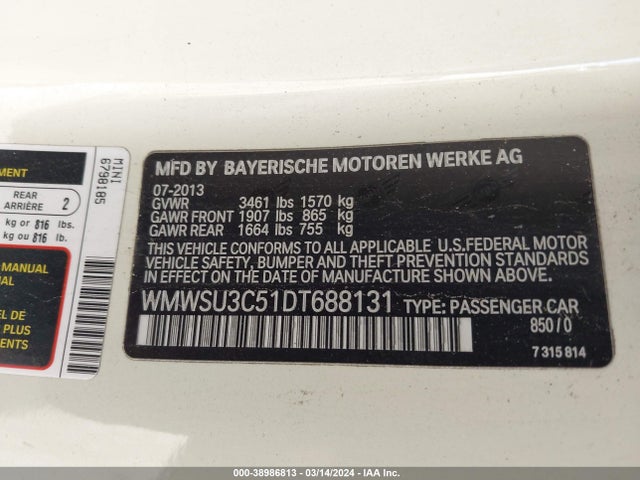 MENT
REAR
ARRIÈRE 2
kg or 816 lbs.
kg ou 816 lb.
MANUAL
MATION
EL DE
R PLUS
MENTS
MINI
6798185
MFD BY BAYERISCHE MOTOREN WERKE AG
07-2013
GVWR 3461 lbs 1570 kg
GAWR FRONT 1907 lbs 865 kg
GAWR REAR 1664 lbs 755 kg
THIS VEHICLE CONFORMS TO ALL APPLICABLE U.S.FEDERAL MOTOR
VEHICLE SAFETY, BUMPER AND THEFT PREVENTION STANDARDS
IN EFFECT ON THE DATE OF MANUFACTURE SHOWN ABOVE.
WMWSU3C51DT688131 TYPE: PASSENGER CAR
850/0
7 315 814
000-38986813 - 03/14/2024 - IAA Inc.